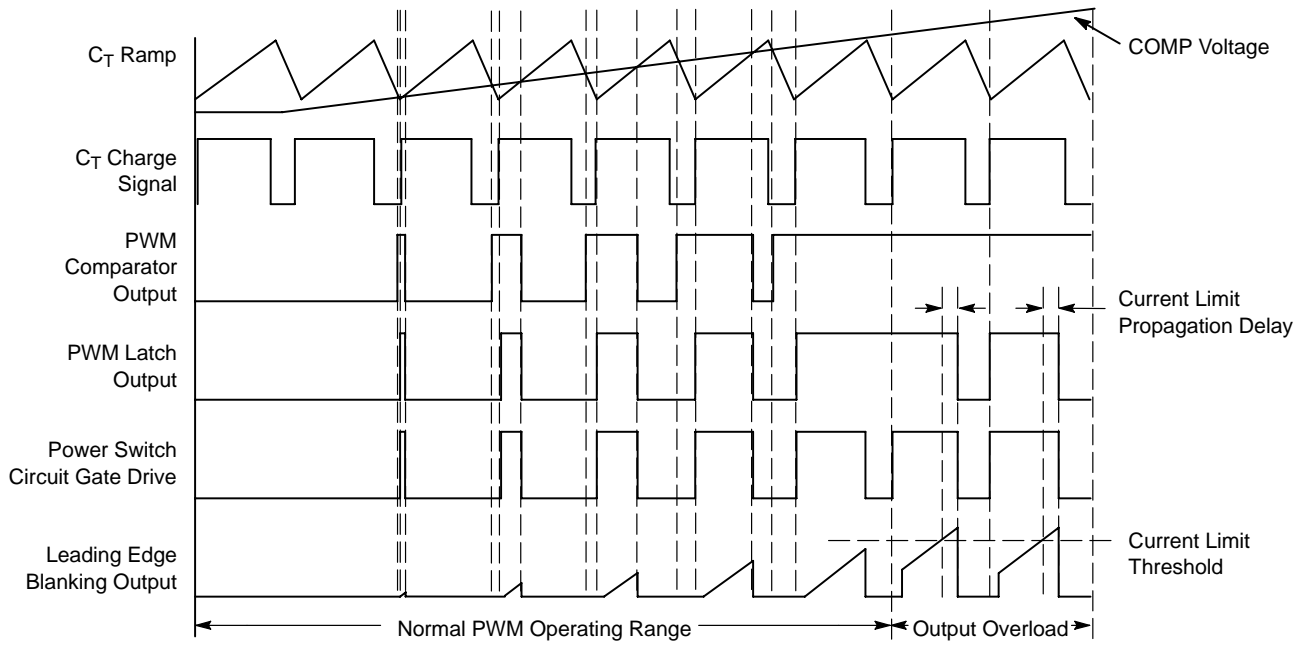 C_T Ramp
COMP Voltage
C_T Charge
Signal
PWM
Comparator
Output
Current Limit
Propagation Delay
PWM Latch
Output
Power Switch
Circuit Gate Drive
Leading Edge
Blanking Output
Current Limit
Threshold
Normal PWM Operating Range
Output Overload